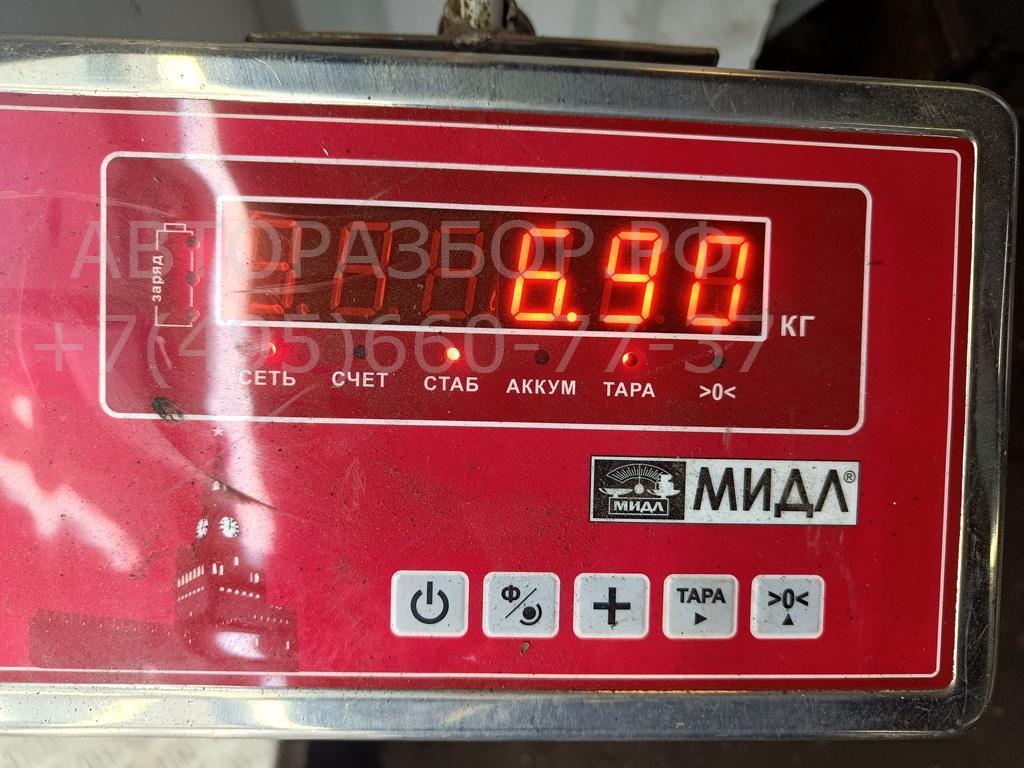 АВТОРАЗБОР.РФ
+7(495)660-77-37
заряд
6.90
КГ
СЕТЬ СЧЕТ СТАБ АККУМ ТАРА >0<
МИДЛ МИДЛ®
Ф ТАРА >0<